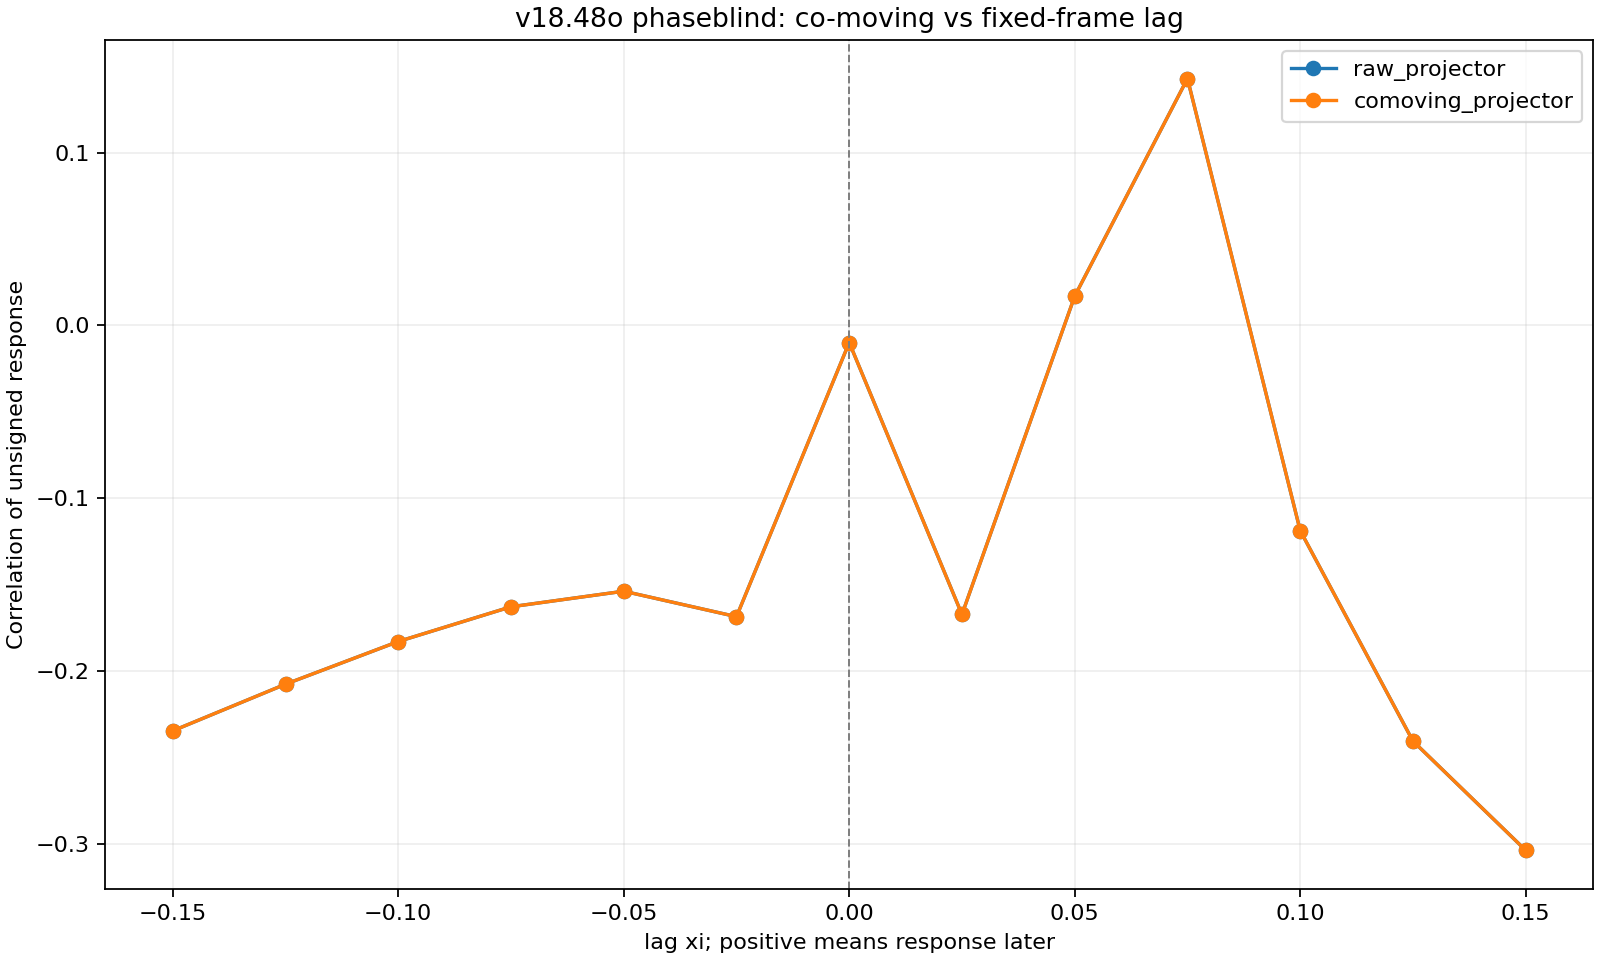 v18.48o phaseblind: co-moving vs fixed-frame lag
raw_projector
comoving_projector
Correlation of unsigned response
0.1
0.0
−0.1
−0.2
−0.3
−0.15 −0.10 −0.05 0.00 0.05 0.10 0.15
lag xi; positive means response later